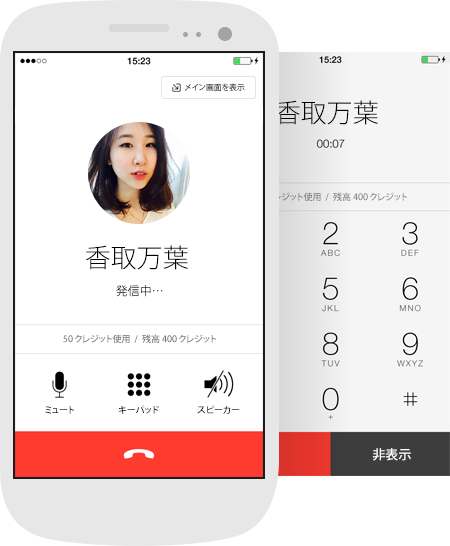 15:23
メイン画面を表示
香取万葉
発信中…
50 クレジット使用 / 残高 400 クレジット
ミュート
キーパッド
スピーカー
15:23
香取万葉
00:07
レジット使用 / 残高 400 クレジット
2 3
ABC DEF
5 6
JKL MNO
8 9
TUV WXYZ
0 #
+
非表示